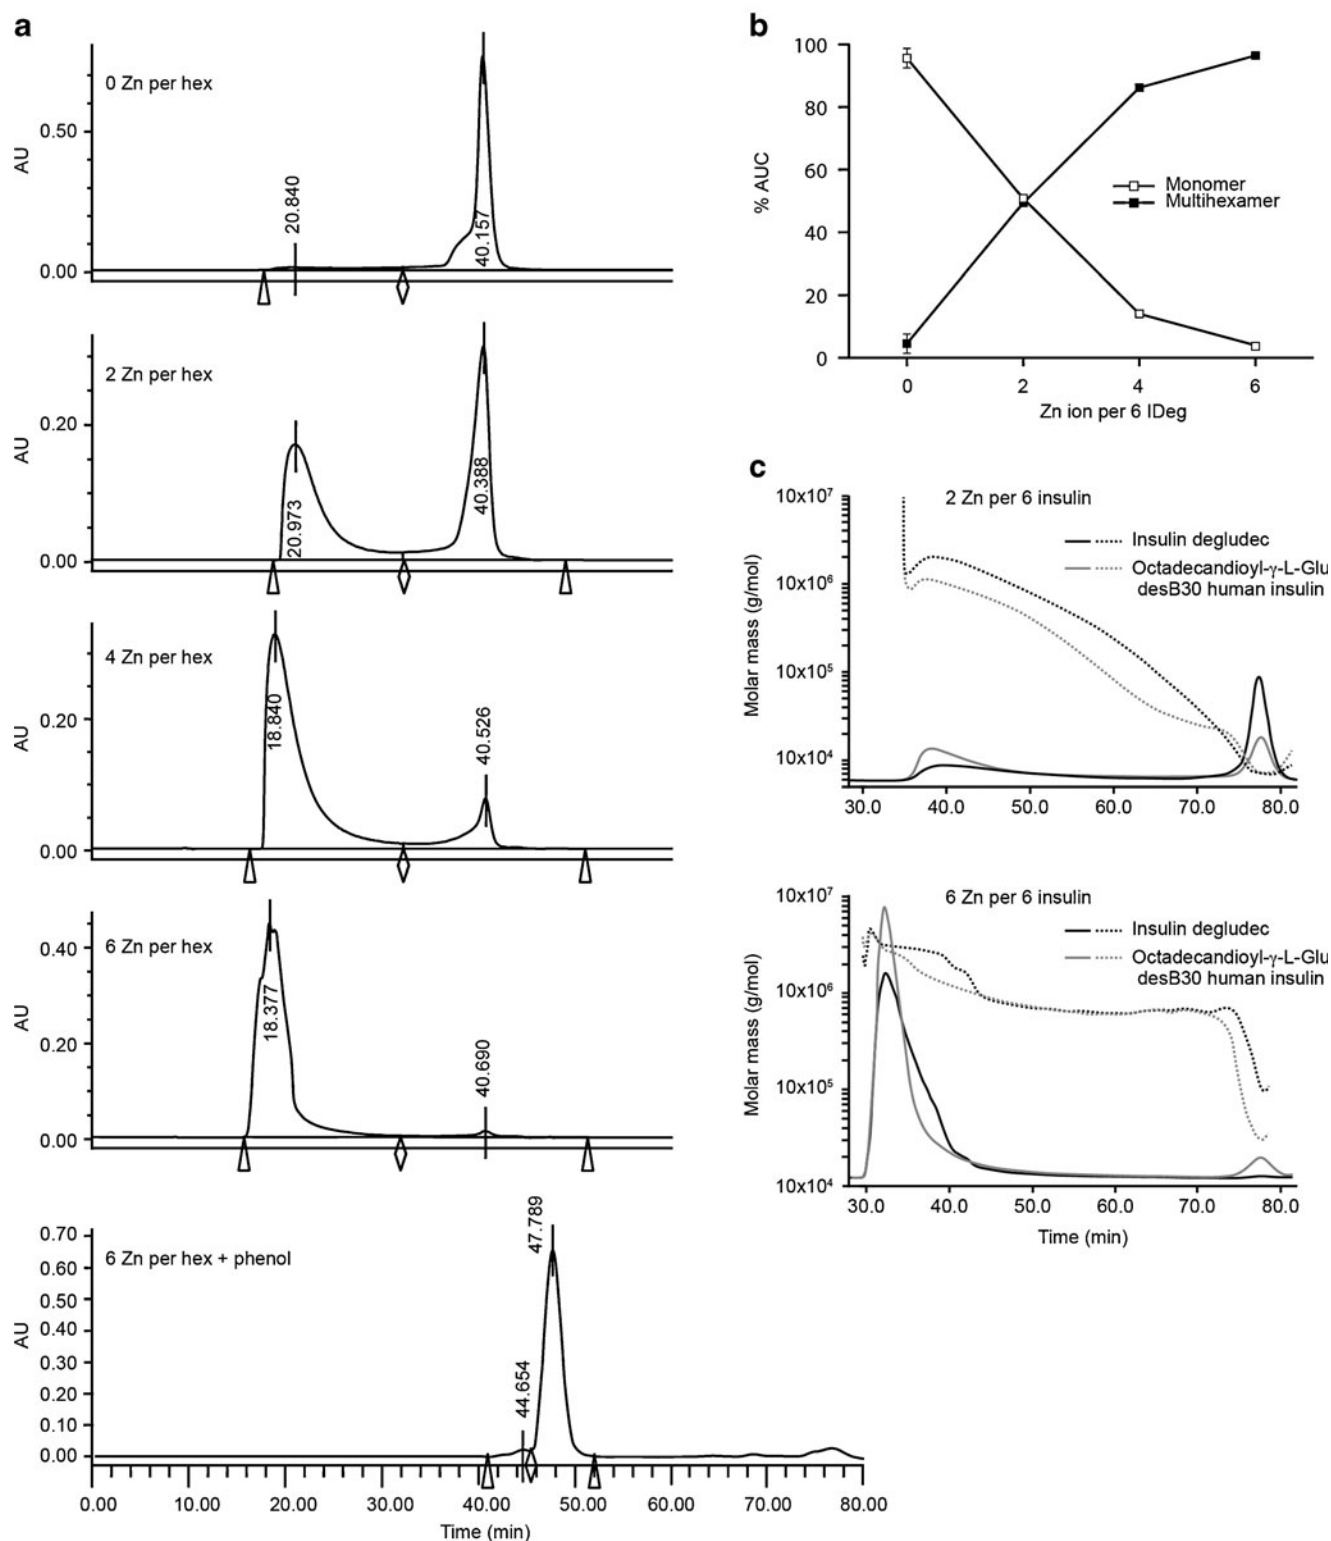 a
0 Zn per hex
0.50
0.00
AU
20.840
40.157
2 Zn per hex
0.20
0.00
AU
20.973
40.388
4 Zn per hex
0.20
0.00
AU
18.840
40.526
6 Zn per hex
0.40
0.20
0.00
AU
18.377
40.690
6 Zn per hex + phenol
0.70
0.60
0.50
0.40
0.30
0.20
0.10
0.00
AU
44.654
47.789
0.00 10.00 20.00 30.00 40.00 50.00 60.00 70.00 80.00
Time (min)
b
100
80
60
40
20
0
% AUC
Monomer
Multihexamer
0 2 4 6
Zn ion per 6 IDeg
c
2 Zn per 6 insulin
10x10⁷
10x10⁶
10x10⁵
10x10⁴
Molar mass (g/mol)
Insulin degludec
Octadecandioyl-γ-L-Glu
desB30 human insulin
30.0 40.0 50.0 60.0 70.0 80.0
6 Zn per 6 insulin
10x10⁷
10x10⁶
10x10⁵
10x10⁴
Molar mass (g/mol)
Insulin degludec
Octadecandioyl-γ-L-Glu
desB30 human insulin
30.0 40.0 50.0 60.0 70.0 80.0
Time (min)